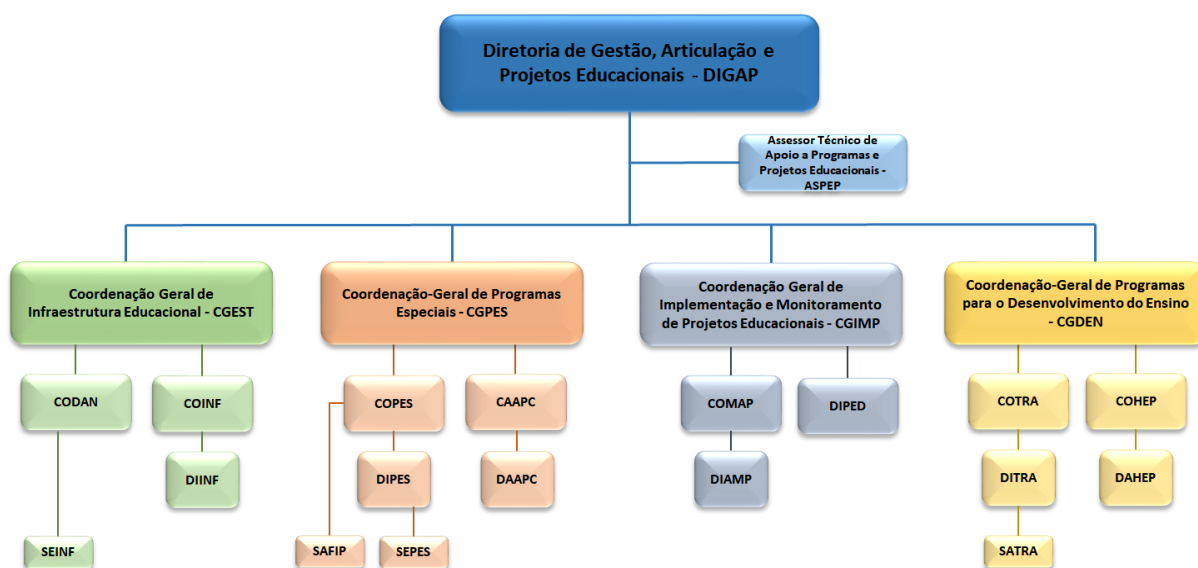 Diretoria de Gestão, Articulação e
Projetos Educacionais - DIGAP
Assessor Técnico de
Apoio a Programas e
Projetos Educacionais -
ASPEP
Coordenação Geral de
Infraestrutura Educacional - CGEST
Coordenação-Geral de Programas
Especiais - CGPES
Coordenação Geral de
Implementação e Monitoramento
de Projetos Educacionais - CGIMP
Coordenação-Geral de Programas
para o Desenvolvimento do Ensino
- CGDEN
CODAN
COINF
COPES
CAAPC
COMAP
DIPED
COTRA
COHEP
DIINF
DIPES
DAAPC
DIAMP
DITRA
DAHEP
SEINF
SAFIP
SEPES
SATRA